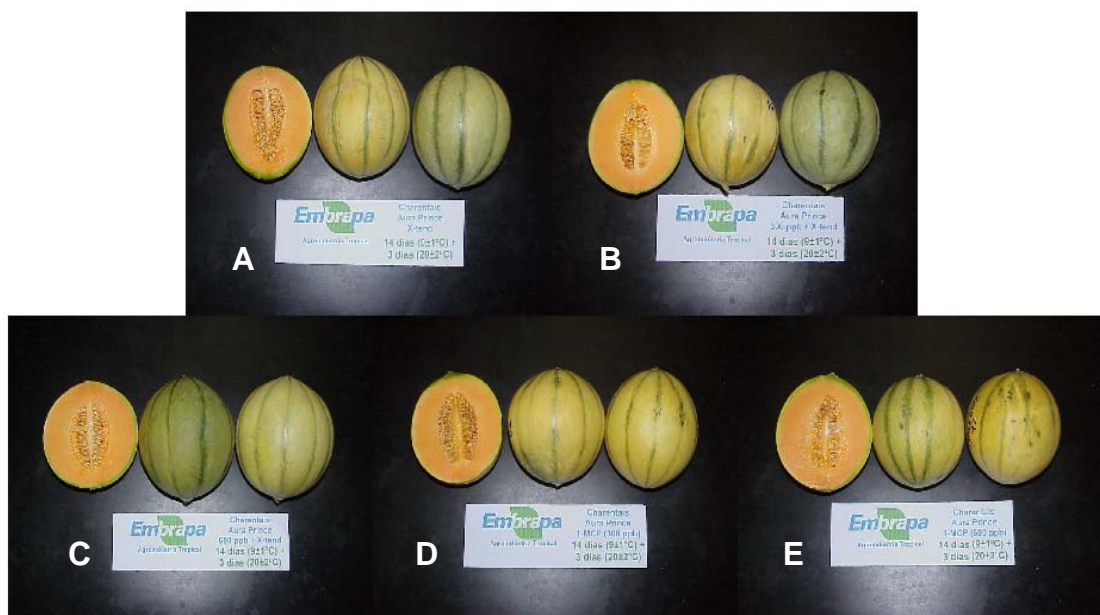 Embrapa
Agroindústria Tropical
Charentais
Aura Prince
X-tend
14 dias (9±1°C) +
3 dias (20±2°C)
A
Embrapa
Agroindústria Tropical
Charentais
Aura Prince
300 ppb + X-tend
14 dias (9±1°C) +
3 dias (20±2°C)
B
Embrapa
Agroindústria Tropical
Charentais
Aura Prince
600 ppb + X-tend
14 dias (9±1°C) +
3 dias (20±2°C)
C
Embrapa
Agroindústria Tropical
Charentais
Aura Prince
1-MCP (300 ppb)
14 dias (9±1°C) +
3 dias (20±2°C)
D
Embrapa
Agroindústria Tropical
Charentais
Aura Prince
1-MCP (600 ppb)
14 dias (9±1°C) +
3 dias (20±2°C)
E